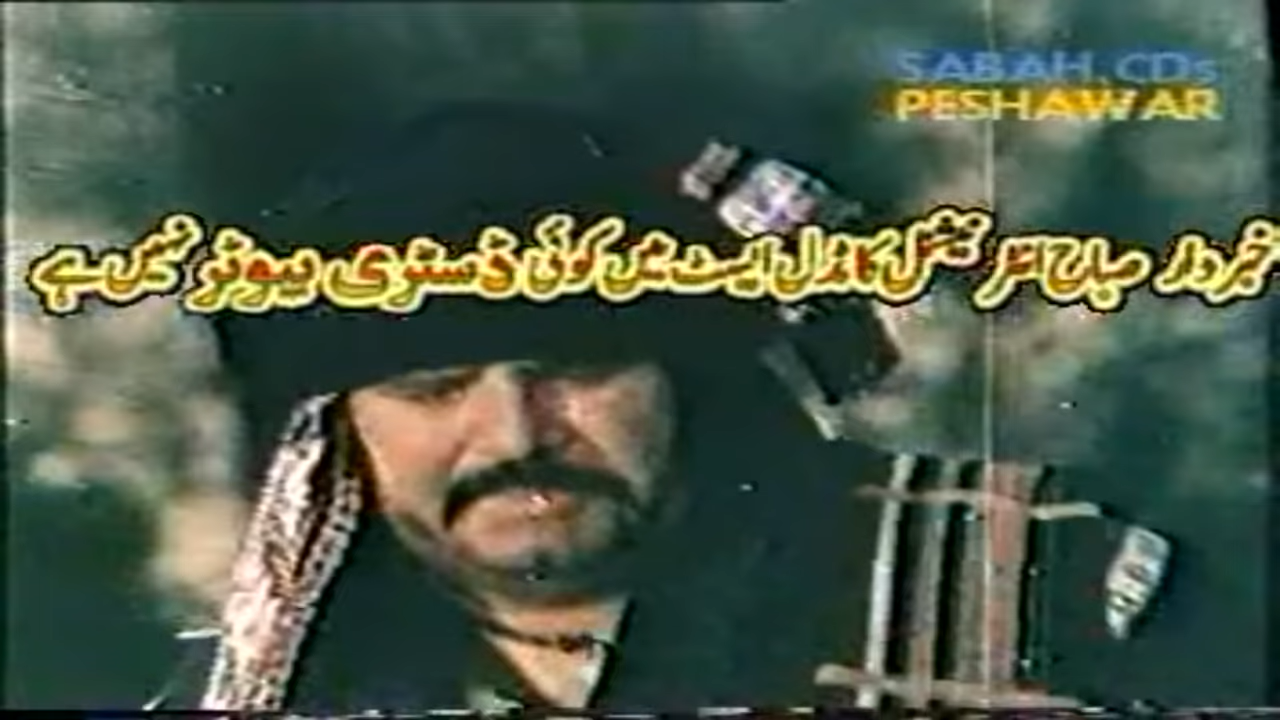 SABAH.CDs
PESHAWAR
خبردار صباح انٹر نیشنل کا مڈل ایسٹ میں کوئی ڈسٹری بیوٹر نہیں ہے